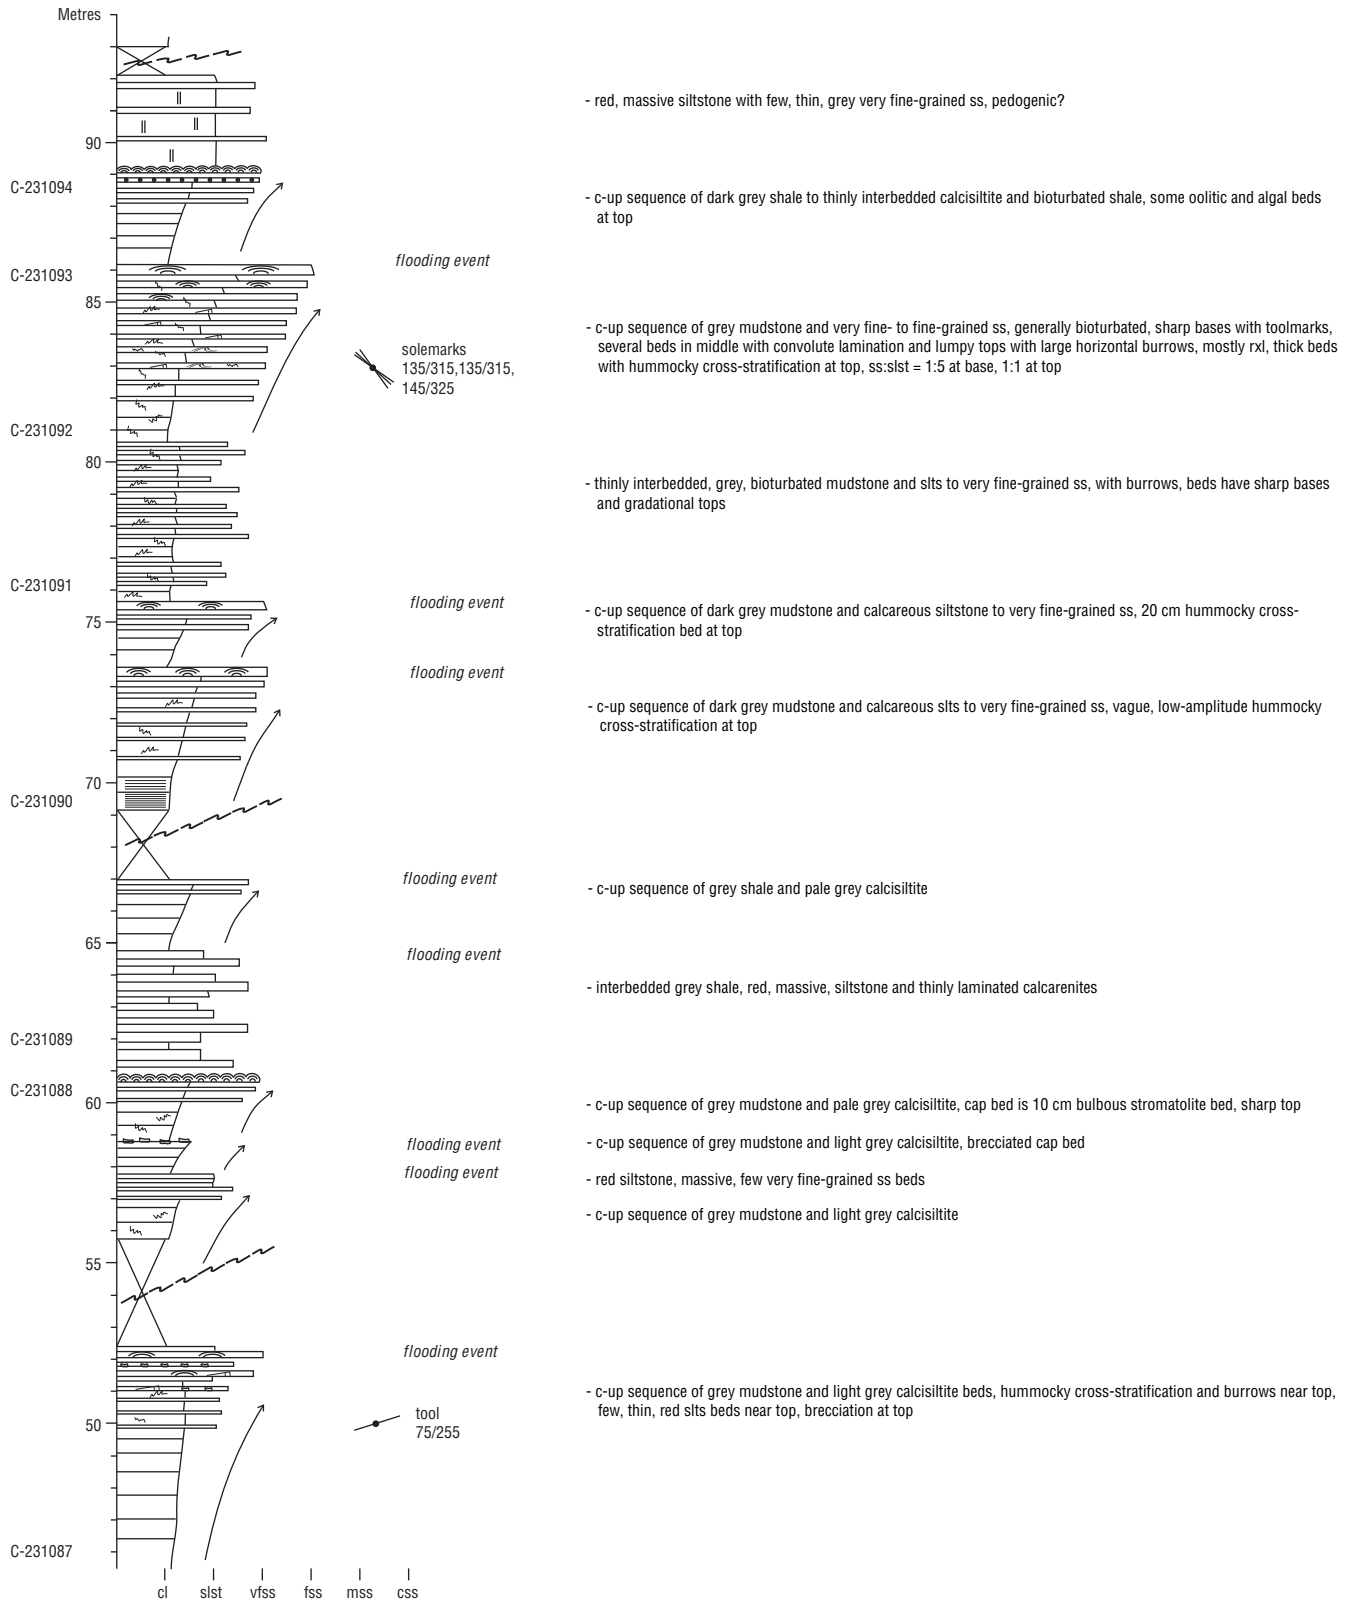 Metres
- red, massive siltstone with few, thin, grey very fine-grained ss, pedogenic?
90
C-231094
- c-up sequence of dark grey shale to thinly interbedded calcisiltite and bioturbated shale, some oolitic and algal beds
at top
flooding event
C-231093
85
- c-up sequence of grey mudstone and very fine- to fine-grained ss, generally bioturbated, sharp bases with toolmarks,
several beds in middle with convolute lamination and lumpy tops with large horizontal burrows, mostly rxl, thick beds
with hummocky cross-stratification at top, ss:slst = 1:5 at base, 1:1 at top
solemarks
135/315,135/315,
145/325
C-231092
80
- thinly interbedded, grey, bioturbated mudstone and slts to very fine-grained ss, with burrows, beds have sharp bases
and gradational tops
C-231091
flooding event
75
- c-up sequence of dark grey mudstone and calcareous siltstone to very fine-grained ss, 20 cm hummocky cross-
stratification bed at top
flooding event
- c-up sequence of dark grey mudstone and calcareous slts to very fine-grained ss, vague, low-amplitude hummocky
cross-stratification at top
70
C-231090
flooding event
- c-up sequence of grey shale and pale grey calcisiltite
65
flooding event
- interbedded grey shale, red, massive, siltstone and thinly laminated calcarenites
C-231089
C-231088
60
- c-up sequence of grey mudstone and pale grey calcisiltite, cap bed is 10 cm bulbous stromatolite bed, sharp top
flooding event
- c-up sequence of grey mudstone and light grey calcisiltite, brecciated cap bed
flooding event
- red siltstone, massive, few very fine-grained ss beds
- c-up sequence of grey mudstone and light grey calcisiltite
55
flooding event
- c-up sequence of grey mudstone and light grey calcisiltite beds, hummocky cross-stratification and burrows near top,
few, thin, red slts beds near top, brecciation at top
50
tool
75/255
C-231087
cl slst vfss fss mss css